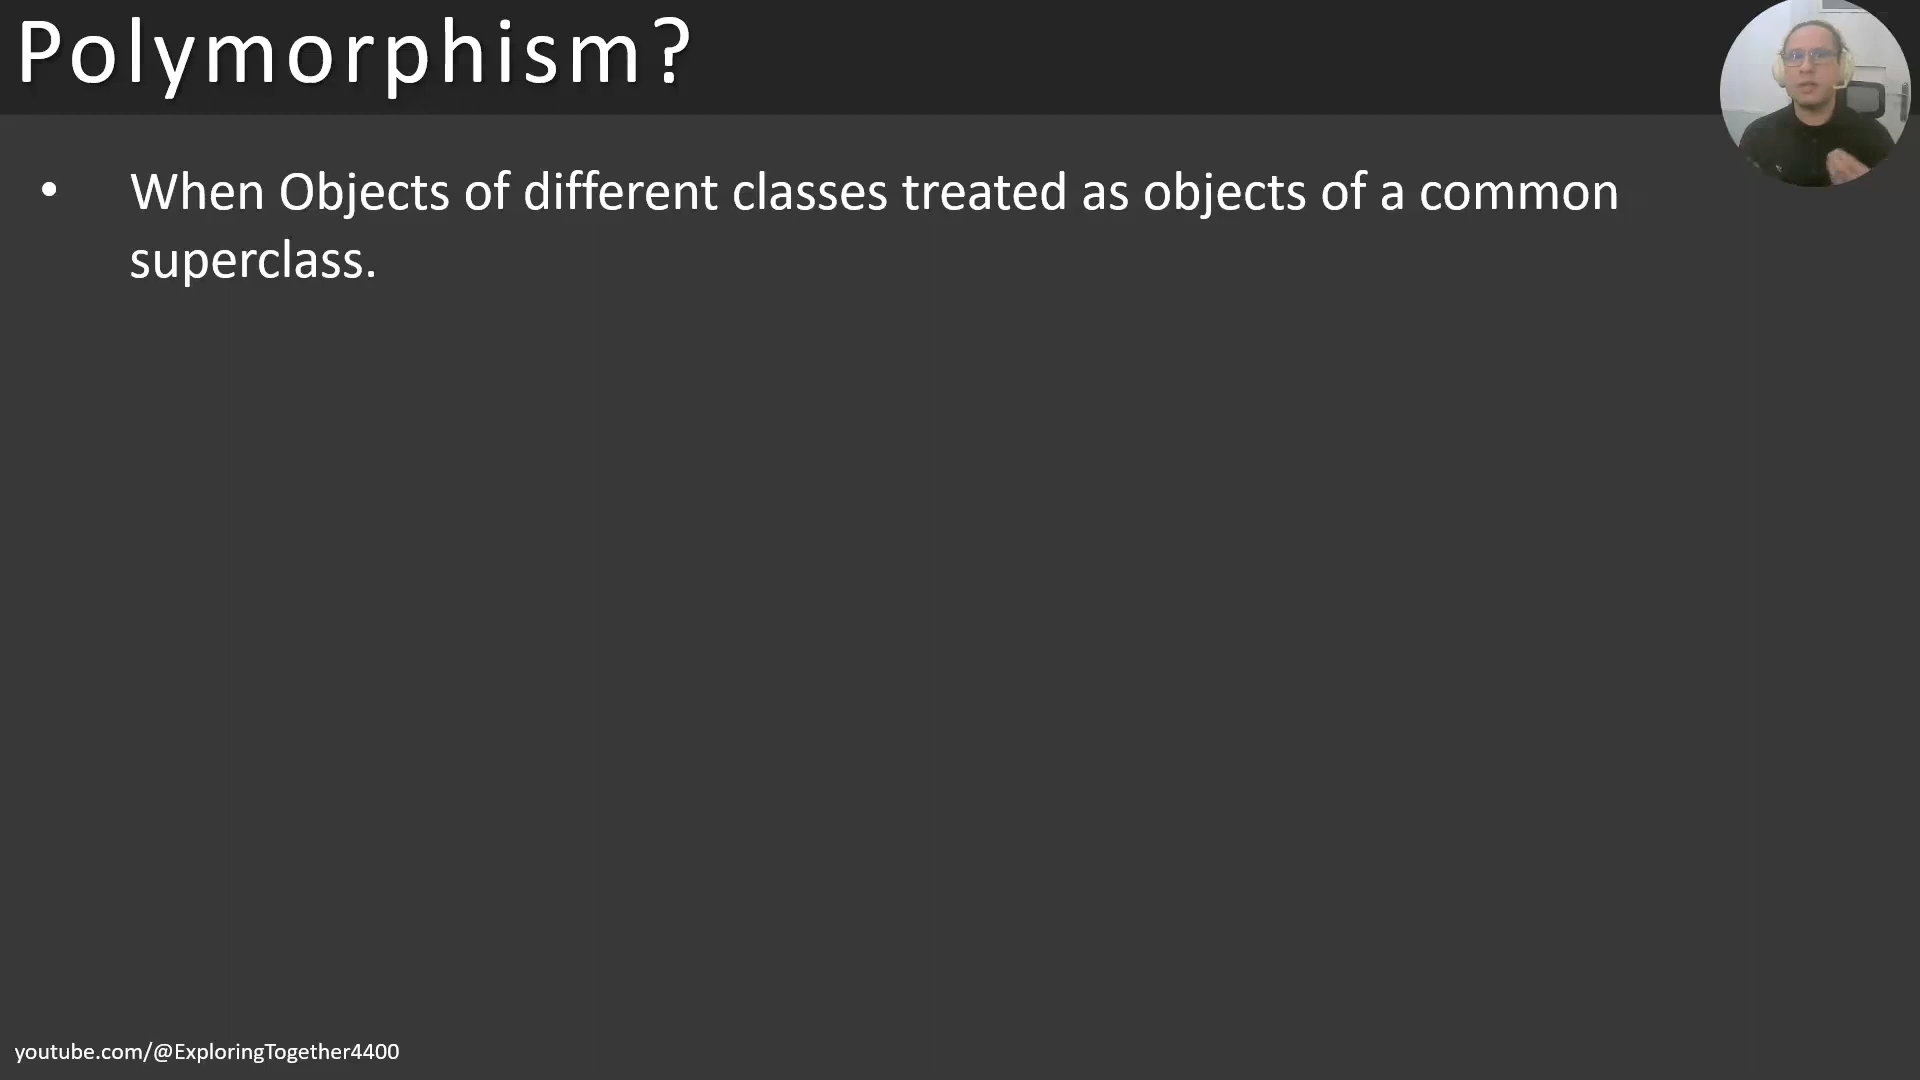 Polymorphism?
• When Objects of different classes treated as objects of a common
superclass.
youtube.com/@ExploringTogether4400